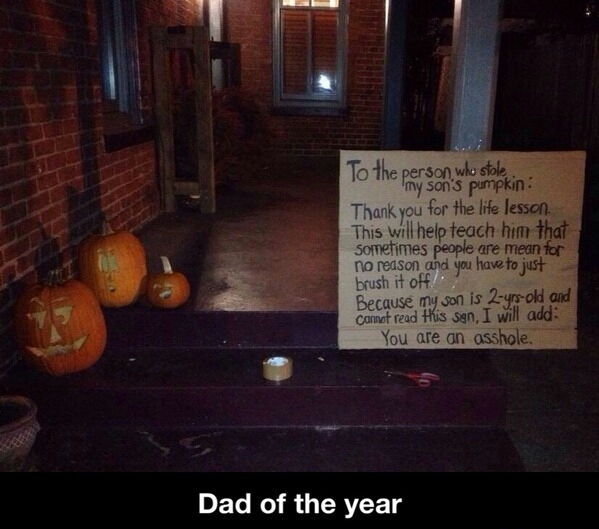 To the person who stole
my son's pumpkin:
Thank you for the life lesson.
This will help teach him that
sometimes people are mean for
no reason and you have to just
brush it off.
Because my son is 2-yrs-old and
cannot read this sign, I will add:
You are an asshole.
Dad of the year